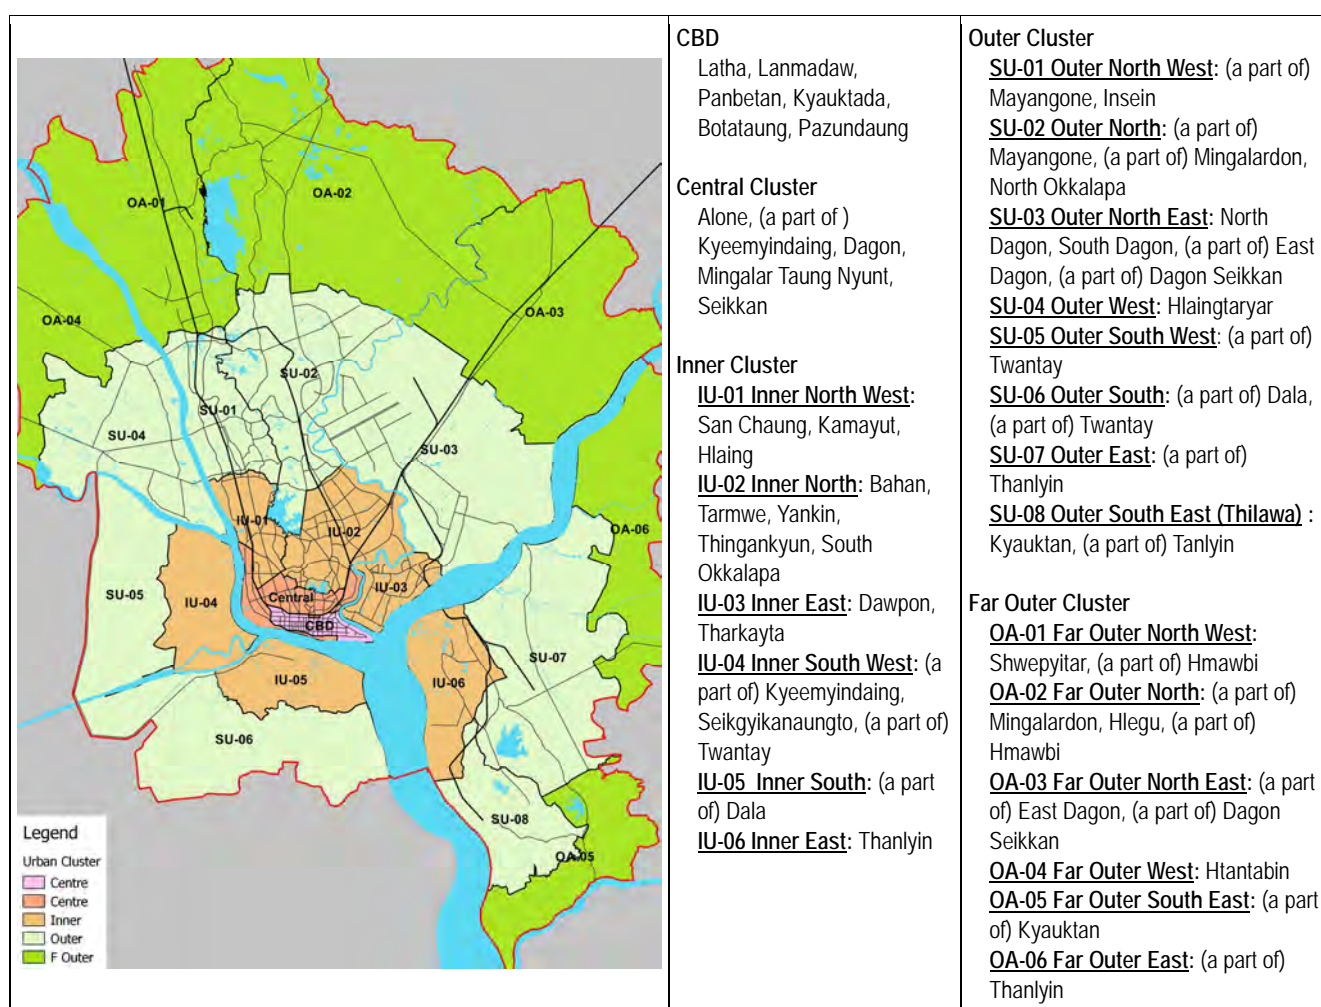 OA-01
OA-02
OA-04
OA-03
SU-02
SU-01
SU-04
SU-03
IU-01
IU-02
OA-06
IU-03
SU-05
IU-04
Central
CBD
SU-07
IU-05
IU-06
SU-06
SU-08
OA-05
Legend
Urban Cluster
Centre
Centre
Inner
Outer
F Outer
CBD
Latha, Lanmadaw,
Panbetan, Kyauktada,
Botataung, Pazundaung
Central Cluster
Alone, (a part of )
Kyeemyindaing, Dagon,
Mingalar Taung Nyunt,
Seikkan
Inner Cluster
IU-01 Inner North West:
San Chaung, Kamayut,
Hlaing
IU-02 Inner North: Bahan,
Tarmwe, Yankin,
Thingankyun, South
Okkalapa
IU-03 Inner East: Dawpon,
Tharkayta
IU-04 Inner South West: (a
part of) Kyeemyindaing,
Seikgyikanaungto, (a part of)
Twantay
IU-05 Inner South: (a part
of) Dala
IU-06 Inner East: Thanlyin
Outer Cluster
SU-01 Outer North West: (a part of)
Mayangone, Insein
SU-02 Outer North: (a part of)
Mayangone, (a part of) Mingalardon,
North Okkalapa
SU-03 Outer North East: North
Dagon, South Dagon, (a part of) East
Dagon, (a part of) Dagon Seikkan
SU-04 Outer West: Hlaingtaryar
SU-05 Outer South West: (a part of)
Twantay
SU-06 Outer South: (a part of) Dala,
(a part of) Twantay
SU-07 Outer East: (a part of)
Thanlyin
SU-08 Outer South East (Thilawa) :
Kyauktan, (a part of) Tanlyin
Far Outer Cluster
OA-01 Far Outer North West:
Shwepyitar, (a part of) Hmawbi
OA-02 Far Outer North: (a part of)
Mingalardon, Hlegu, (a part of)
Hmawbi
OA-03 Far Outer North East: (a part
of) East Dagon, (a part of) Dagon
Seikkan
OA-04 Far Outer West: Htantabin
OA-05 Far Outer South East: (a part
of) Kyauktan
OA-06 Far Outer East: (a part of)
Thanlyin